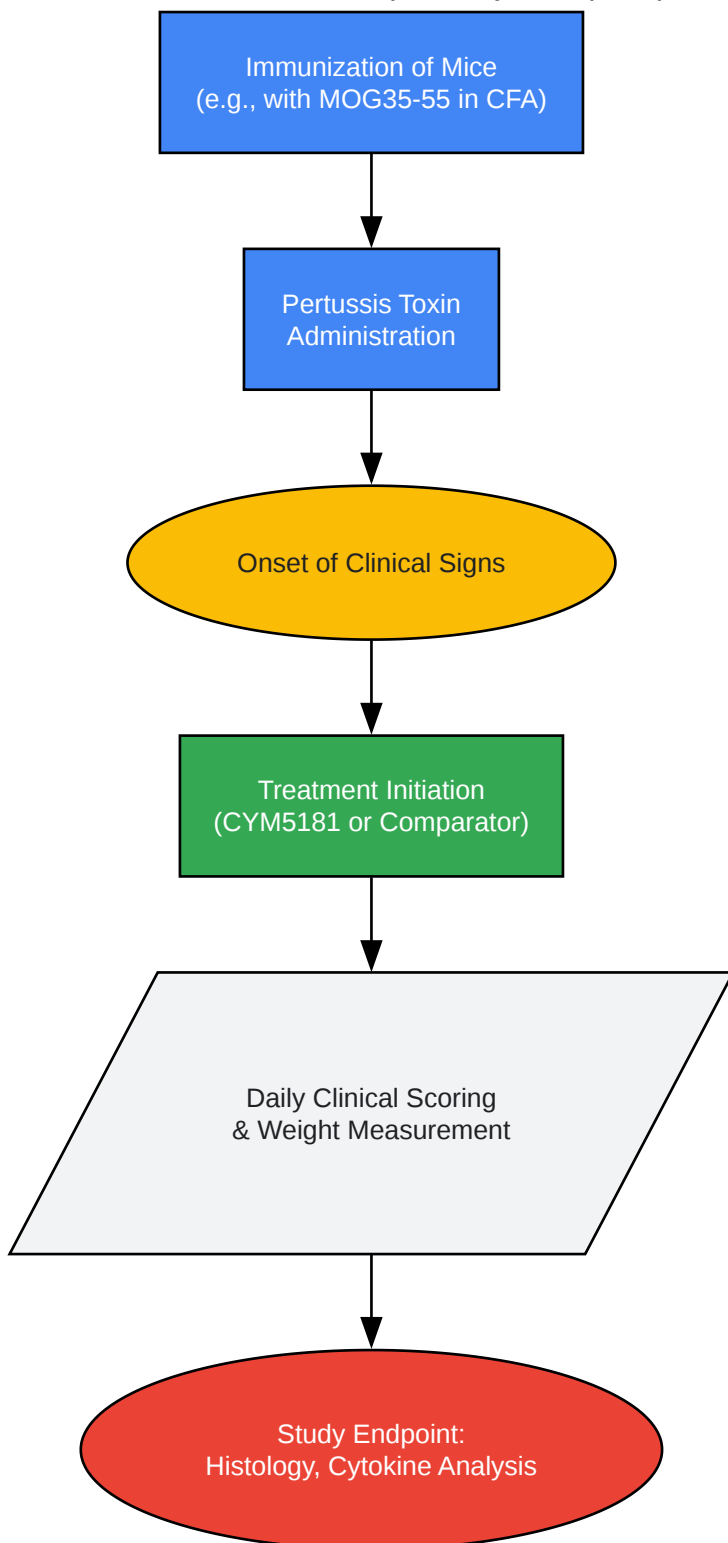 Immunization of Mice
(e.g., with MOG35-55 in CFA)
Pertussis Toxin
Administration
Onset of Clinical Signs
Treatment Initiation
(CYM5181 or Comparator)
Daily Clinical Scoring
& Weight Measurement
Study Endpoint:
Histology, Cytokine Analysis